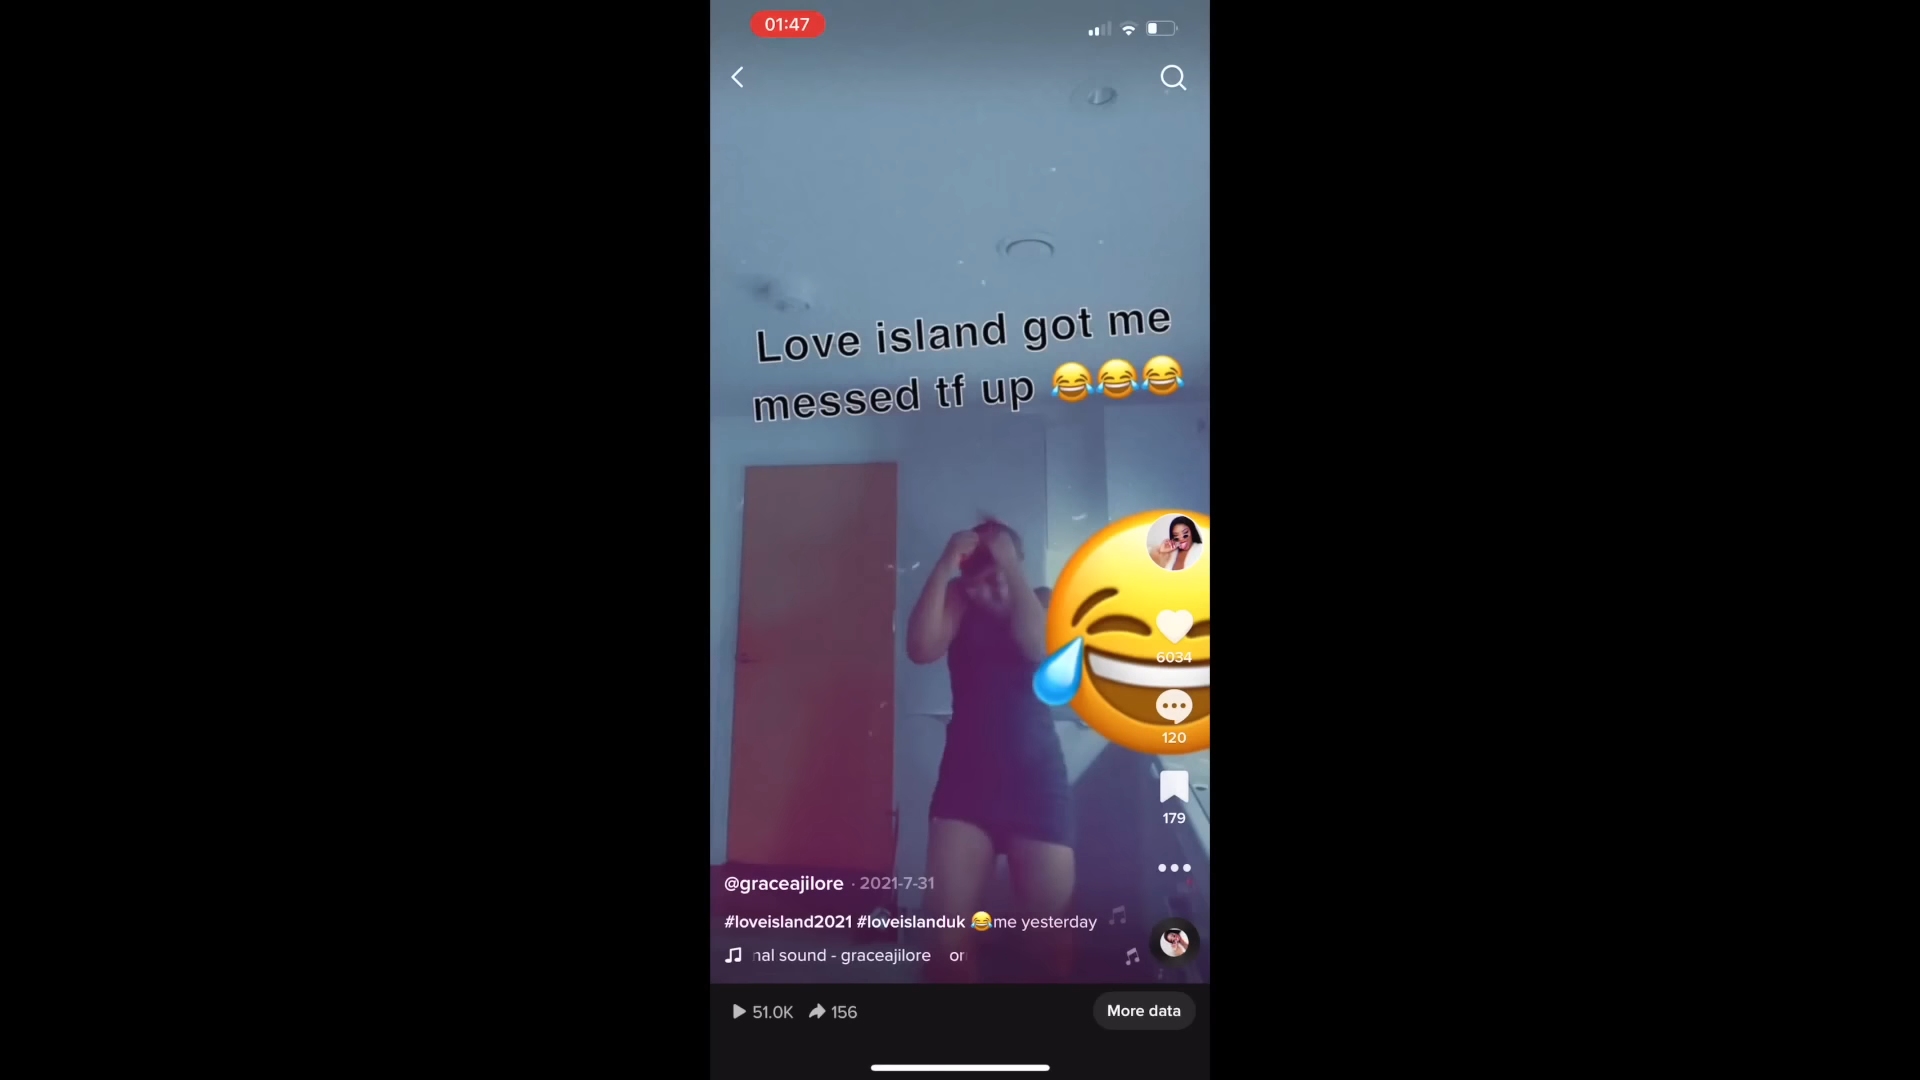 01:47
Love island got me
messed tf up 😂😂😂
6034
120
179
@graceajilore · 2021-7-31
#loveisland2021 #loveislanduk 😂me yesterday
nal sound - graceajilore
51.0K
156
More data